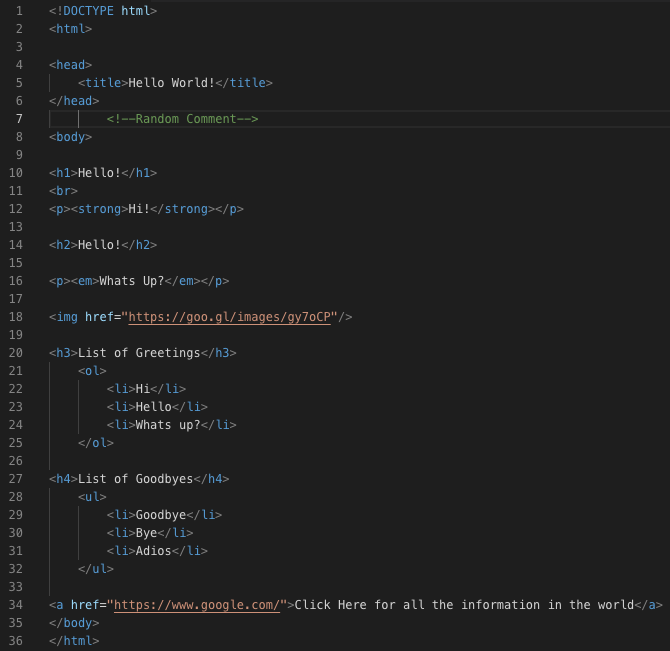 1 <!DOCTYPE html>
2 <html>
3
4 <head>
5 <title>Hello World!</title>
6 </head>
7 <!--Random Comment-->
8 <body>
9
10 <h1>Hello!</h1>
11 <br>
12 <p><strong>Hi!</strong></p>
13
14 <h2>Hello!</h2>
15
16 <p><em>Whats Up?</em></p>
17
18 <img href="https://goo.gl/images/gy7oCP"/>
19
20 <h3>List of Greetings</h3>
21 <ol>
22 <li>Hi</li>
23 <li>Hello</li>
24 <li>Whats up?</li>
25 </ol>
26
27 <h4>List of Goodbyes</h4>
28 <ul>
29 <li>Goodbye</li>
30 <li>Bye</li>
31 <li>Adios</li>
32 </ul>
33
34 <a href="https://www.google.com/">Click Here for all the information in the world</a>
35 </body>
36 </html>